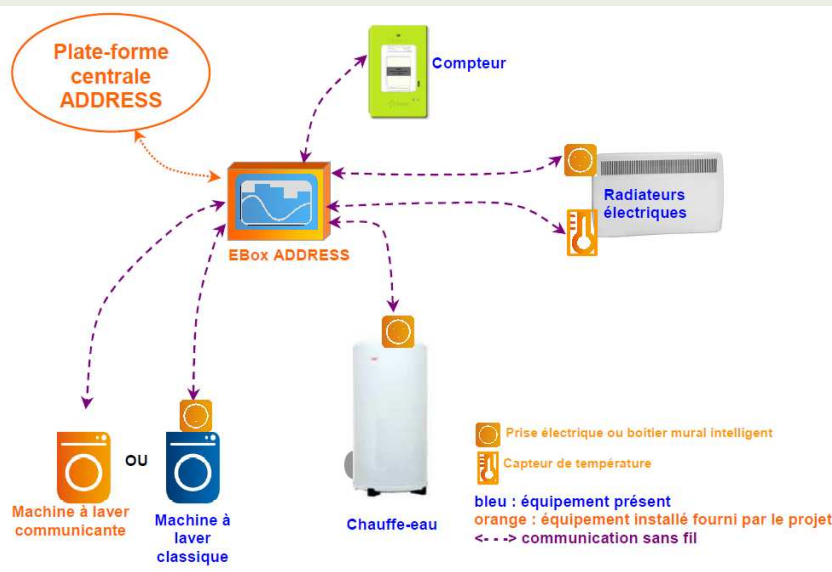 Plate-forme
centrale
ADDRESS
Compteur
Radiateurs
électriques
EBox ADDRESS
OU
Machine à laver
communicante
Machine à
laver
classique
Chauffe-eau
Prise électrique ou boîtier mural intelligent
Capteur de température
bleu : équipement présent
orange : équipement installé fourni par le projet
<- - -> communication sans fil